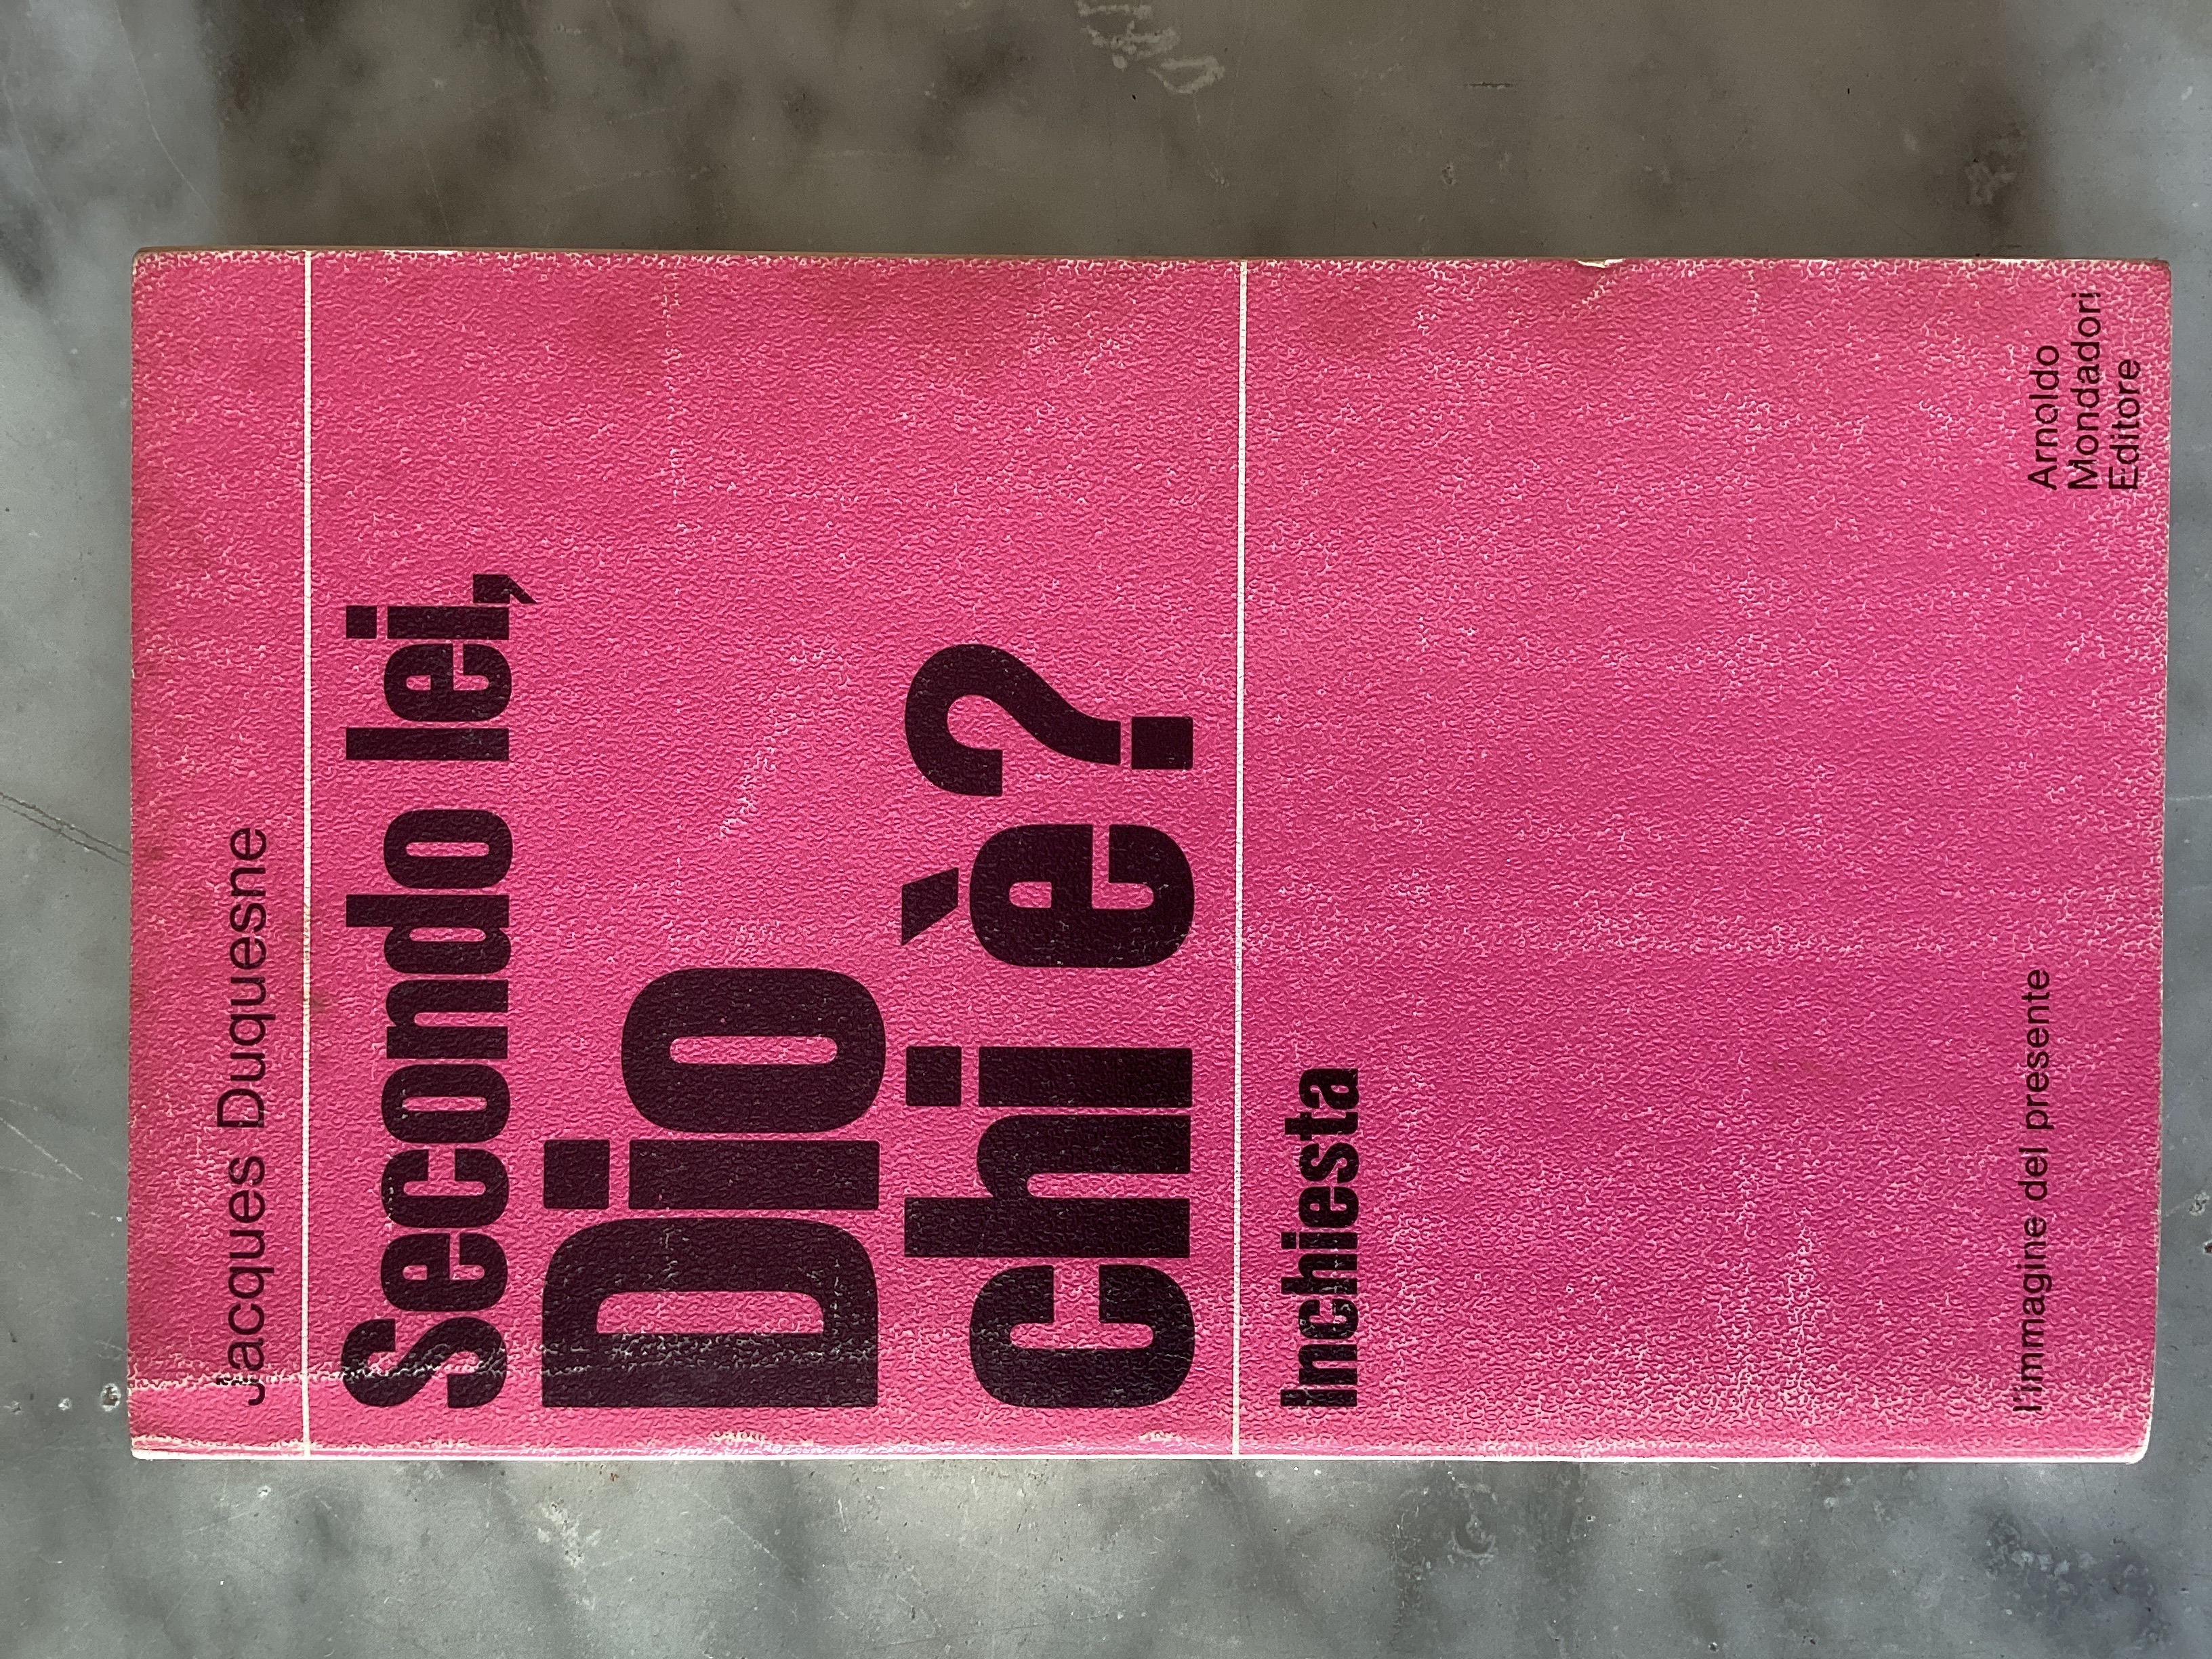 Jacques Duquesne
Secondo lei,
Dio
chi è?
Inchiesta
l'immagine del presente
Arnoldo
Mondadori
Editore